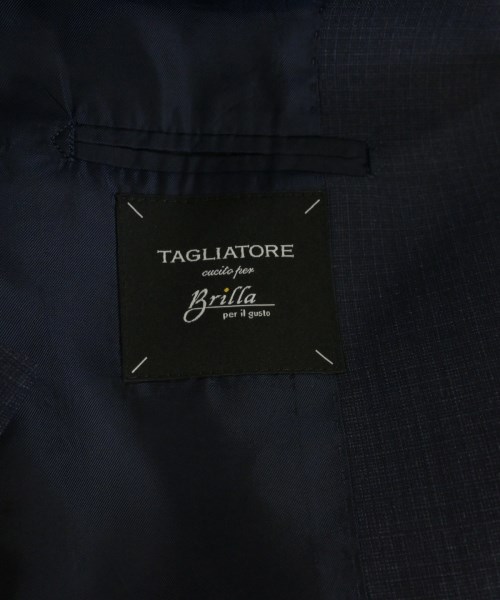 TAGLIATORE
cucito per
Brilla
per il gusto